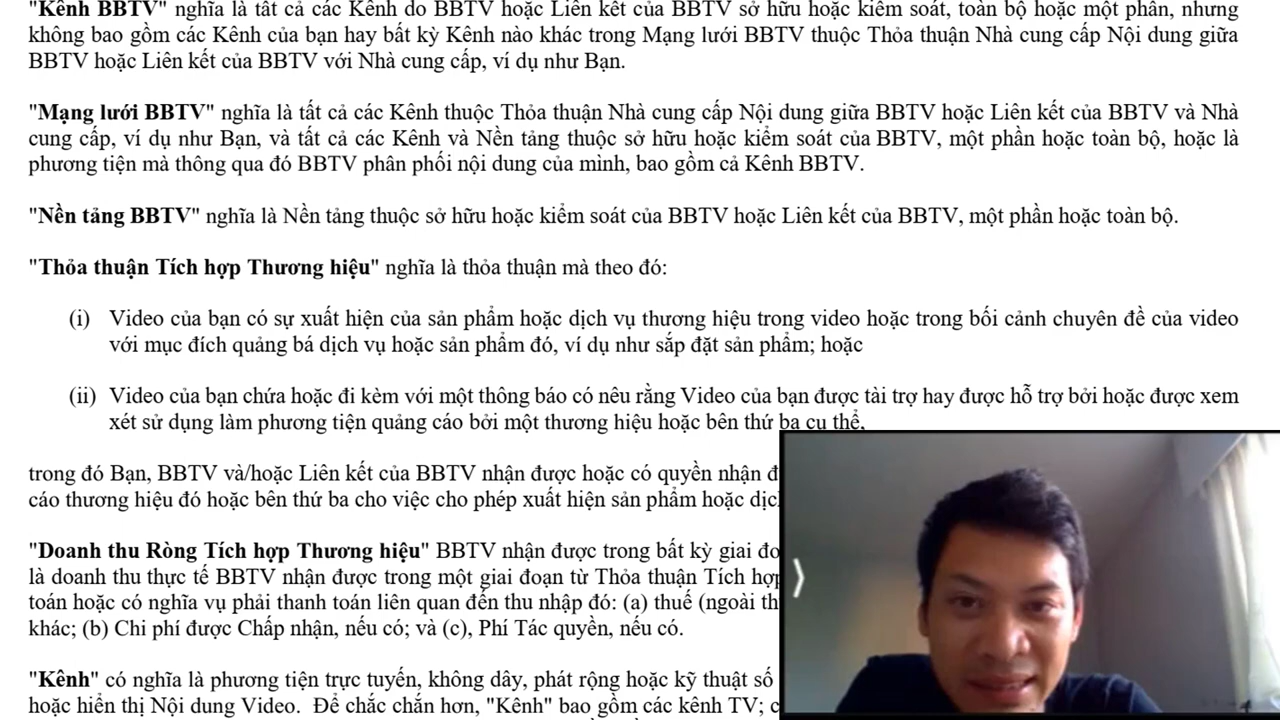 "Kênh BBTV" nghĩa là tất cả các Kênh do BBTV hoặc Liên kết của BBTV sở hữu hoặc kiểm soát, toàn bộ hoặc một phần, nhưng
không bao gồm các Kênh của bạn hay bất kỳ Kênh nào khác trong Mạng lưới BBTV thuộc Thỏa thuận Nhà cung cấp Nội dung giữa
BBTV hoặc Liên kết của BBTV với Nhà cung cấp, ví dụ như Bạn.
"Mạng lưới BBTV" nghĩa là tất cả các Kênh thuộc Thỏa thuận Nhà cung cấp Nội dung giữa BBTV hoặc Liên kết của BBTV và Nhà
cung cấp, ví dụ như Bạn, và tất cả các Kênh và Nền tảng thuộc sở hữu hoặc kiểm soát của BBTV, một phần hoặc toàn bộ, hoặc là
phương tiện mà thông qua đó BBTV phân phối nội dung của mình, bao gồm cả Kênh BBTV.
"Nền tảng BBTV" nghĩa là Nền tảng thuộc sở hữu hoặc kiểm soát của BBTV hoặc Liên kết của BBTV, một phần hoặc toàn bộ.
"Thỏa thuận Tích hợp Thương hiệu" nghĩa là thỏa thuận mà theo đó:
(i) Video của bạn có sự xuất hiện của sản phẩm hoặc dịch vụ thương hiệu trong video hoặc trong bối cảnh chuyên đề của video
với mục đích quảng bá dịch vụ hoặc sản phẩm đó, ví dụ như sắp đặt sản phẩm; hoặc
(ii) Video của bạn chứa hoặc đi kèm với một thông báo có nêu rằng Video của bạn được tài trợ hay được hỗ trợ bởi hoặc được xem
xét sử dụng làm phương tiện quảng cáo bởi một thương hiệu hoặc bên thứ ba cụ thể,
trong đó Bạn, BBTV và/hoặc Liên kết của BBTV nhận được hoặc có quyền nhận
cáo thương hiệu đó hoặc bên thứ ba cho việc cho phép xuất hiện sản phẩm hoặc
"Doanh thu Ròng Tích hợp Thương hiệu" BBTV nhận được trong bất kỳ giai
là doanh thu thực tế BBTV nhận được trong một giai đoạn từ Thỏa thuận Tích
toán hoặc có nghĩa vụ phải thanh toán liên quan đến thu nhập đó: (a) thuế (ngoài
khác; (b) Chi phí được Chấp nhận, nếu có; và (c), Phí Tác quyền, nếu có.
"Kênh" có nghĩa là phương tiện trực tuyến, không dây, phát rộng hoặc kỹ thuật số
hoặc hiển thị Nội dung Video. Để chắc chắn hơn, "Kênh" bao gồm các kênh TV;